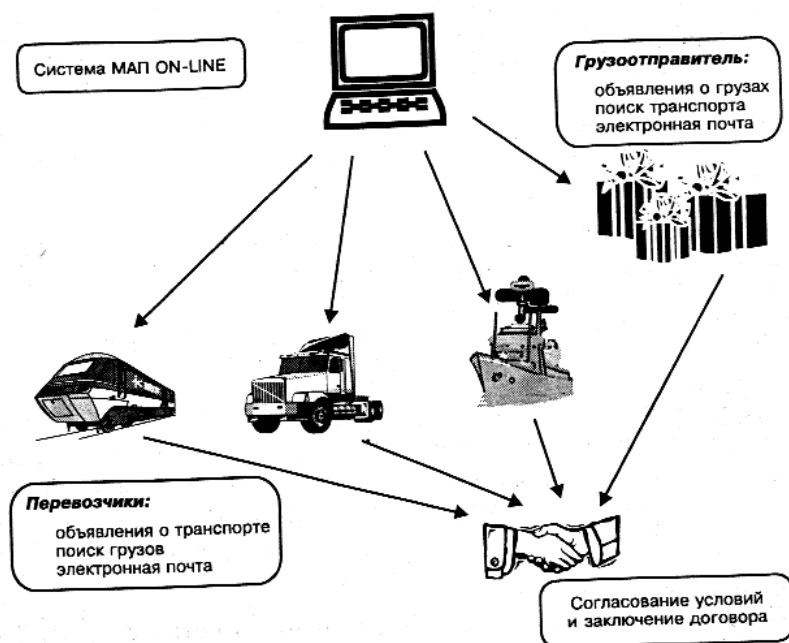 Система МАП ON-LINE
Грузоотправитель:
объявления о грузах
поиск транспорта
электронная почта
Перевозчики:
объявления о транспорте
поиск грузов
электронная почта
Согласование условий
и заключение договора